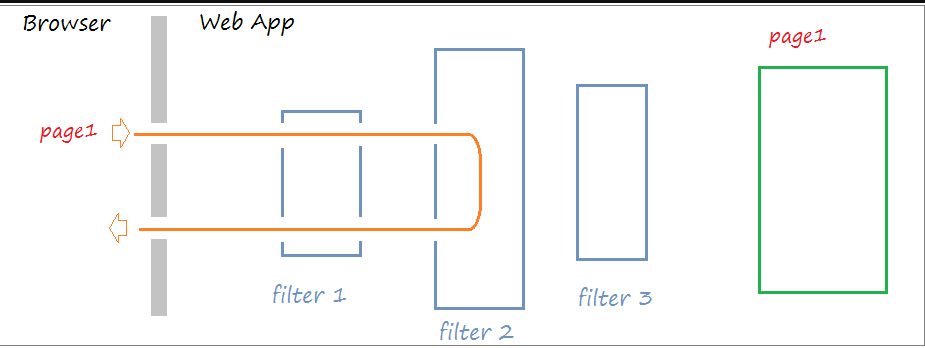 Browser
Web App
page1
page1
filter 1
filter 2
filter 3